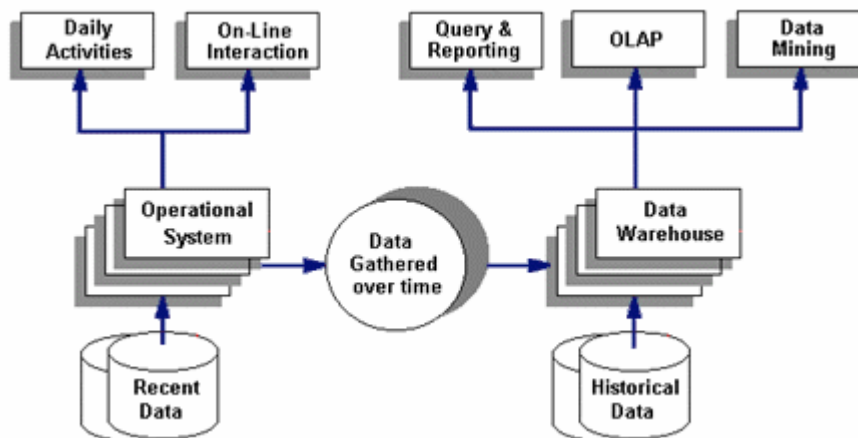 Daily
Activities
On-Line
Interaction
Query &
Reporting
OLAP
Data
Mining
Operational
System
Data
Gathered
over time
Data
Warehouse
Recent
Data
Historical
Data